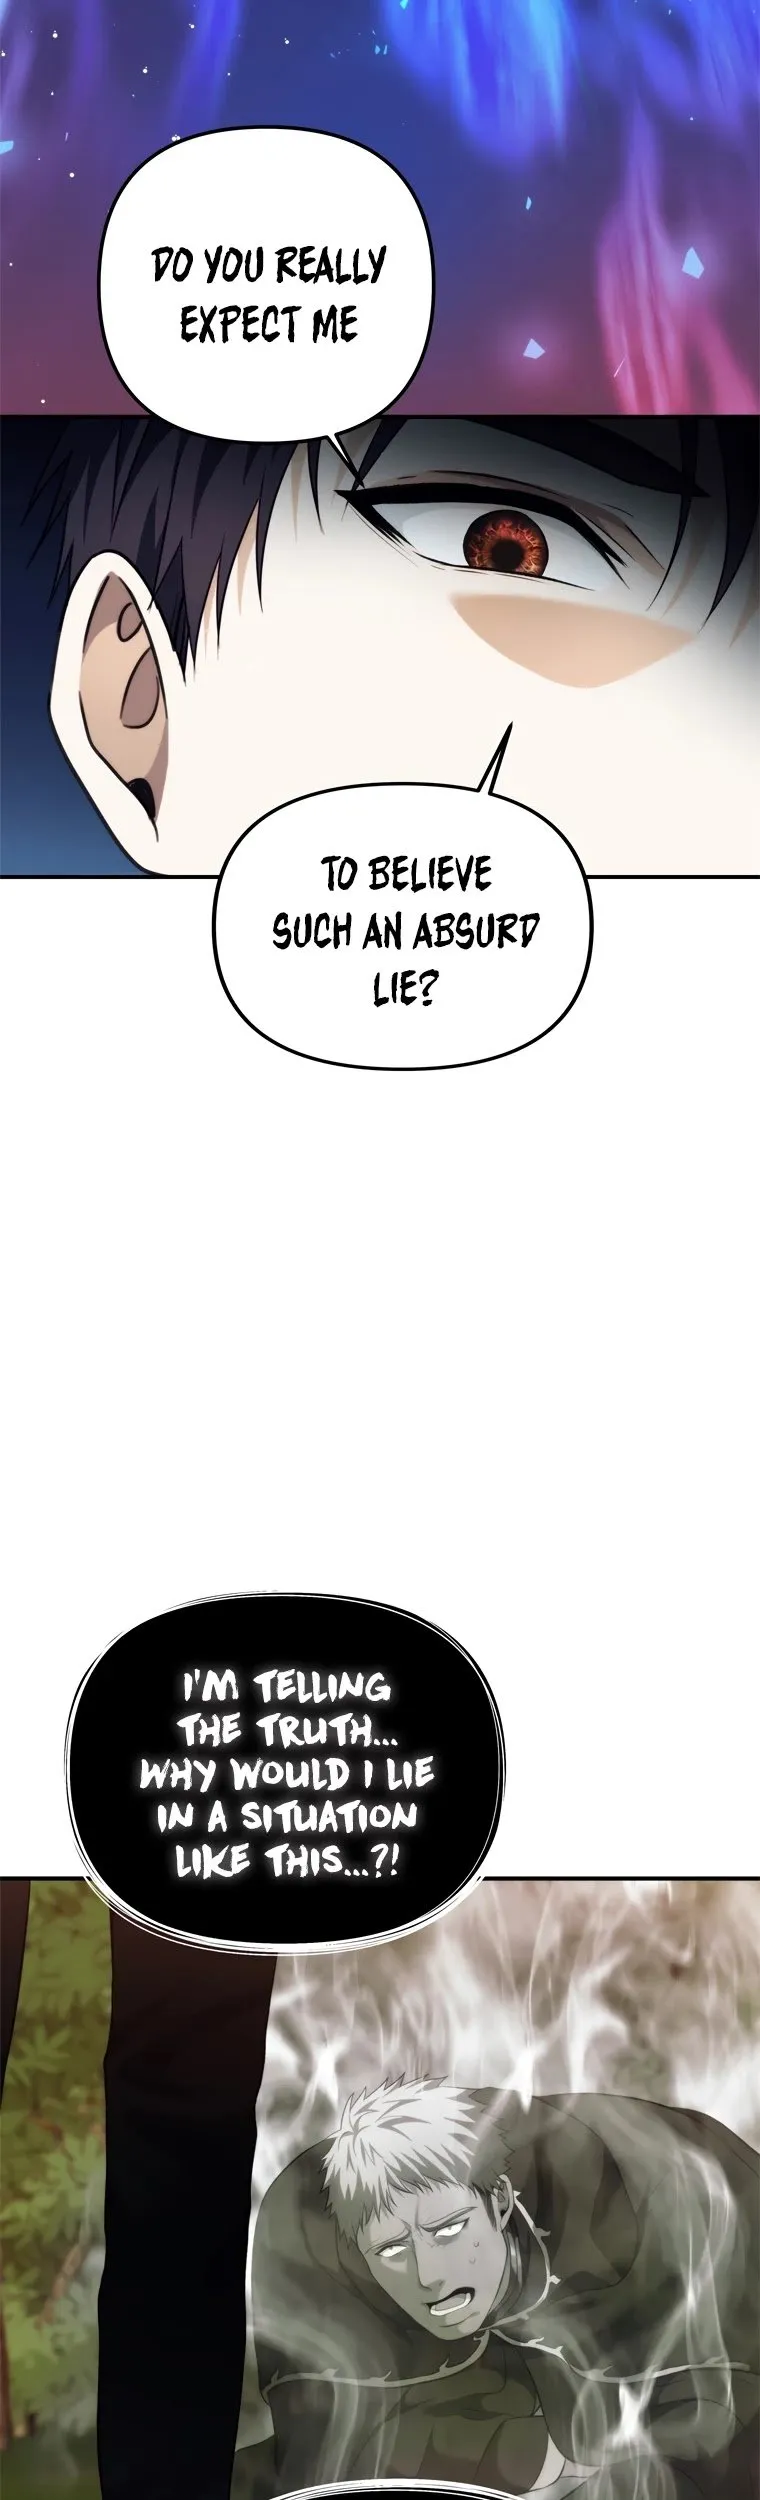 DO YOU REALLY
EXPECT ME
TO BELIEVE
SUCH AN ABSURD
LIE?
I'M TELLING
THE TRUTH...
WHY WOULD I LIE
IN A SITUATION
LIKE THIS...?!